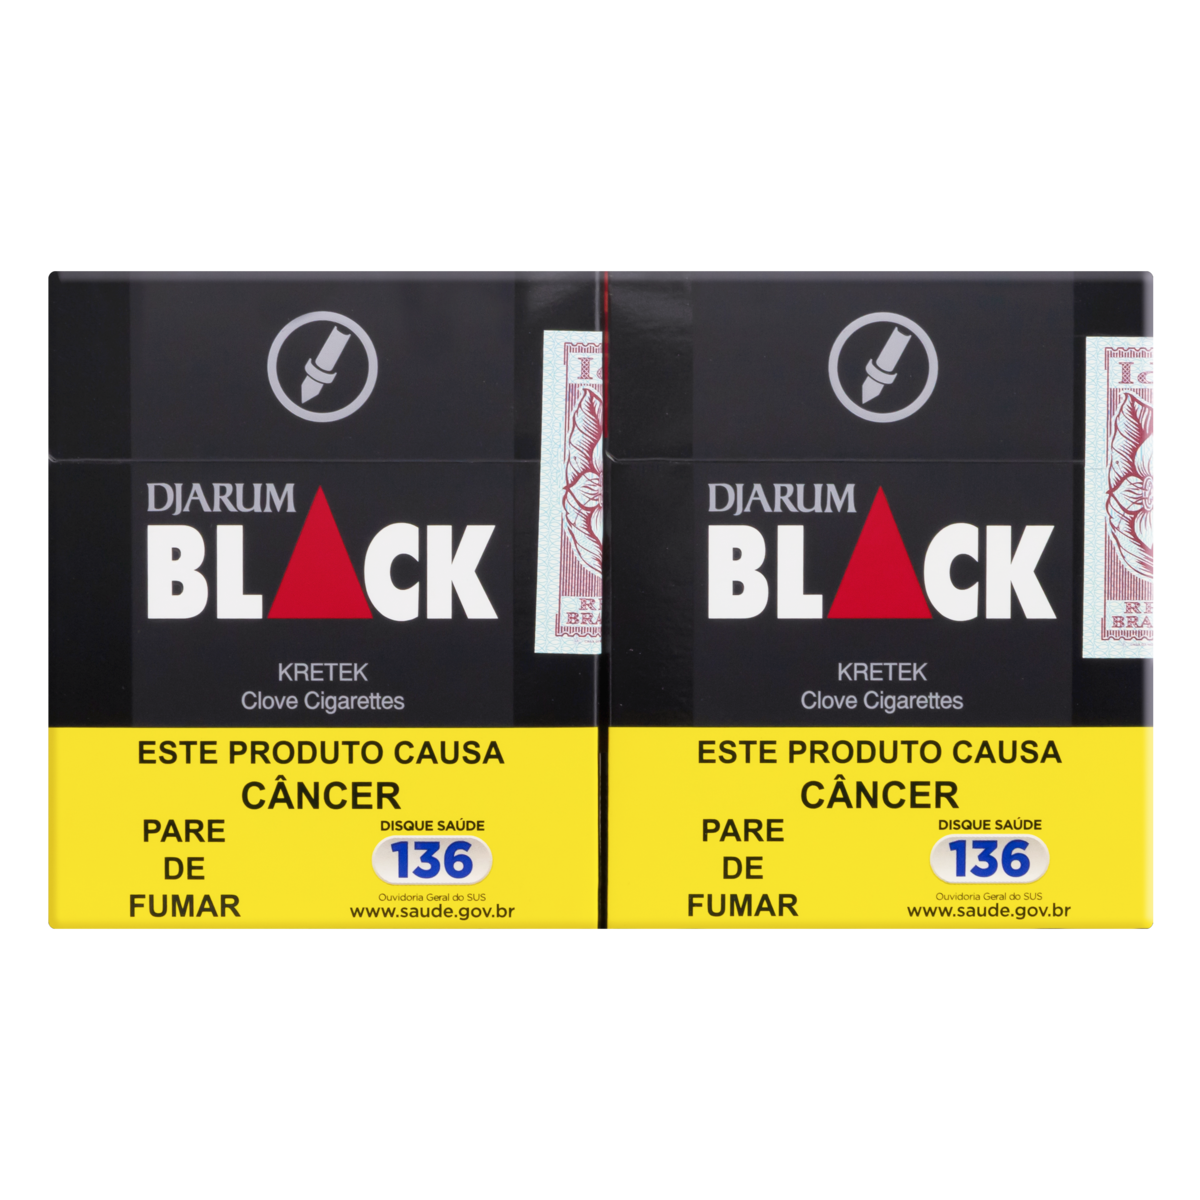 DJARUM
BLACK
KRETEK
Clove Cigarettes
ESTE PRODUTO CAUSA
CÂNCER
PARE
DE
FUMAR
DISQUE SAÚDE
136
Ouvidoria Geral do SUS
www.saude.gov.br
DJARUM
BLACK
KRETEK
Clove Cigarettes
ESTE PRODUTO CAUSA
CÂNCER
PARE
DE
FUMAR
DISQUE SAÚDE
136
Ouvidoria Geral do SUS
www.saude.gov.br